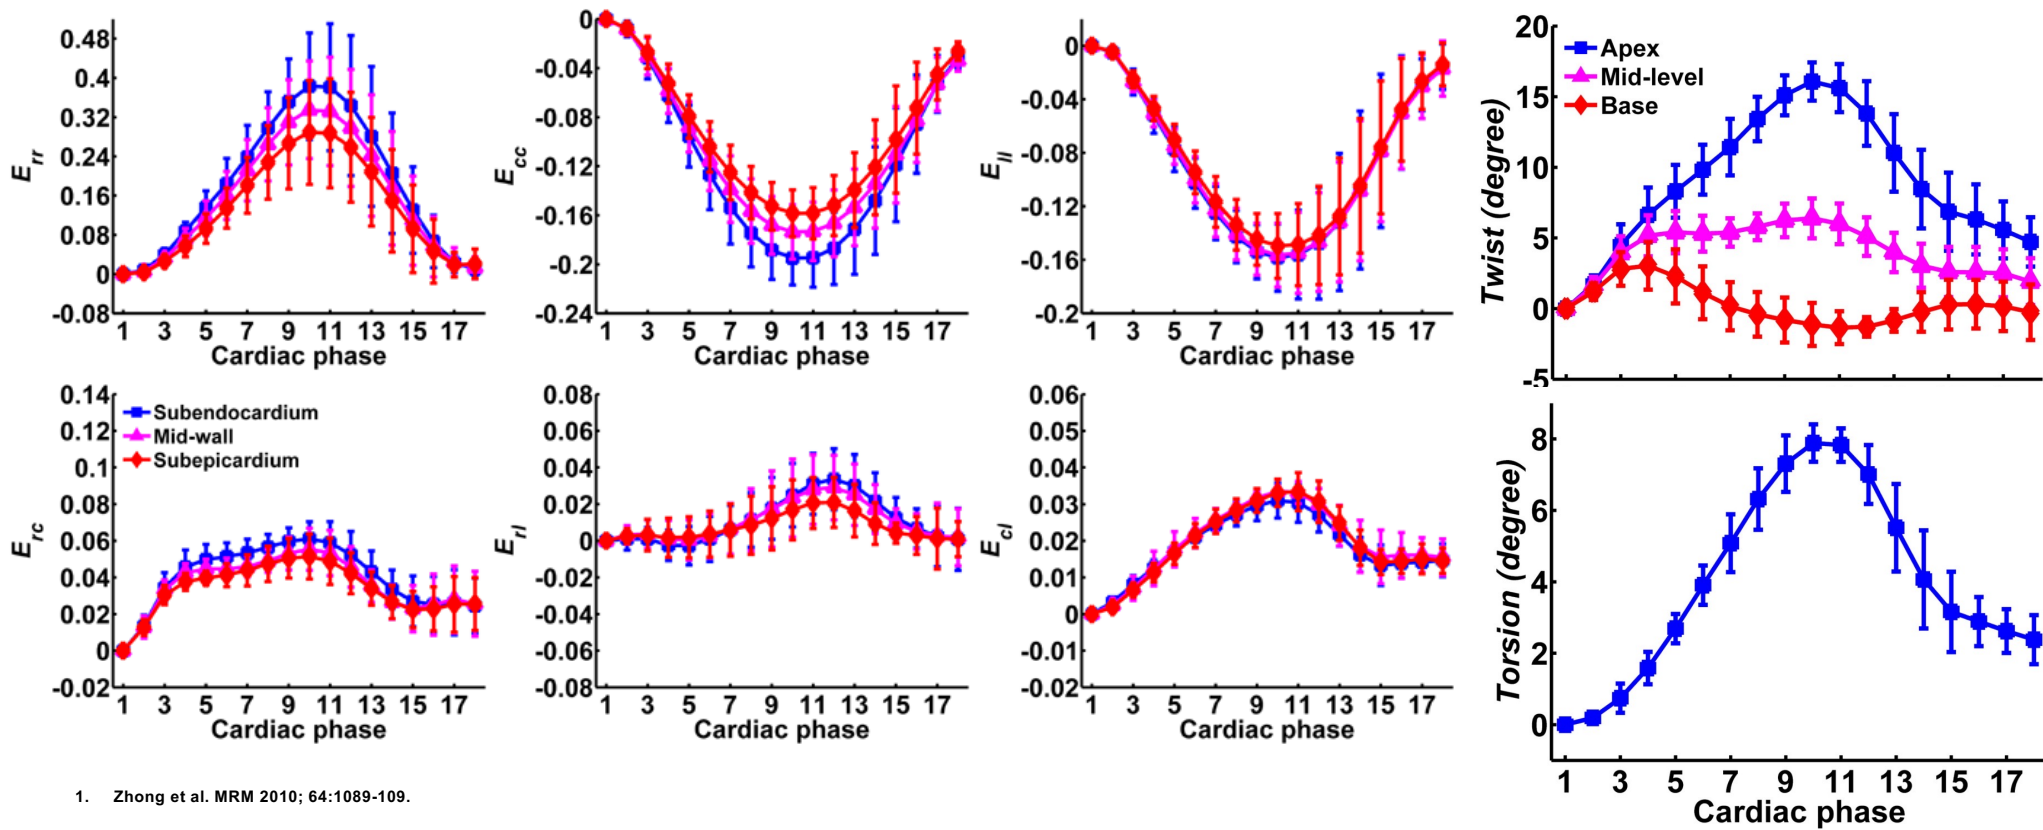 0.48
0.4
0.32
0.24
0.16
0.08
0
-0.08
Err
1 3 5 7 9 11 13 15 17
Cardiac phase
0
-0.04
-0.08
-0.12
-0.16
-0.2
-0.24
Ecc
1 3 5 7 9 11 13 15 17
Cardiac phase
0
-0.04
-0.08
-0.12
-0.16
-0.2
Ell
1 3 5 7 9 11 13 15 17
Cardiac phase
20
15
10
5
0
-5
Twist (degree)
Apex
Mid-level
Base
0.14
0.12
0.1
0.08
0.06
0.04
0.02
0
-0.02
Erc
Subendocardium
Mid-wall
Subepicardium
1 3 5 7 9 11 13 15 17
Cardiac phase
0.08
0.06
0.04
0.02
0
-0.02
-0.04
-0.06
-0.08
Erl
1 3 5 7 9 11 13 15 17
Cardiac phase
0.06
0.05
0.04
0.03
0.02
0.01
0
-0.01
-0.02
Ecl
1 3 5 7 9 11 13 15 17
Cardiac phase
8
6
4
2
0
Torsion (degree)
1 3 5 7 9 11 13 15 17
Cardiac phase
1. Zhong et al. MRM 2010; 64:1089-109.